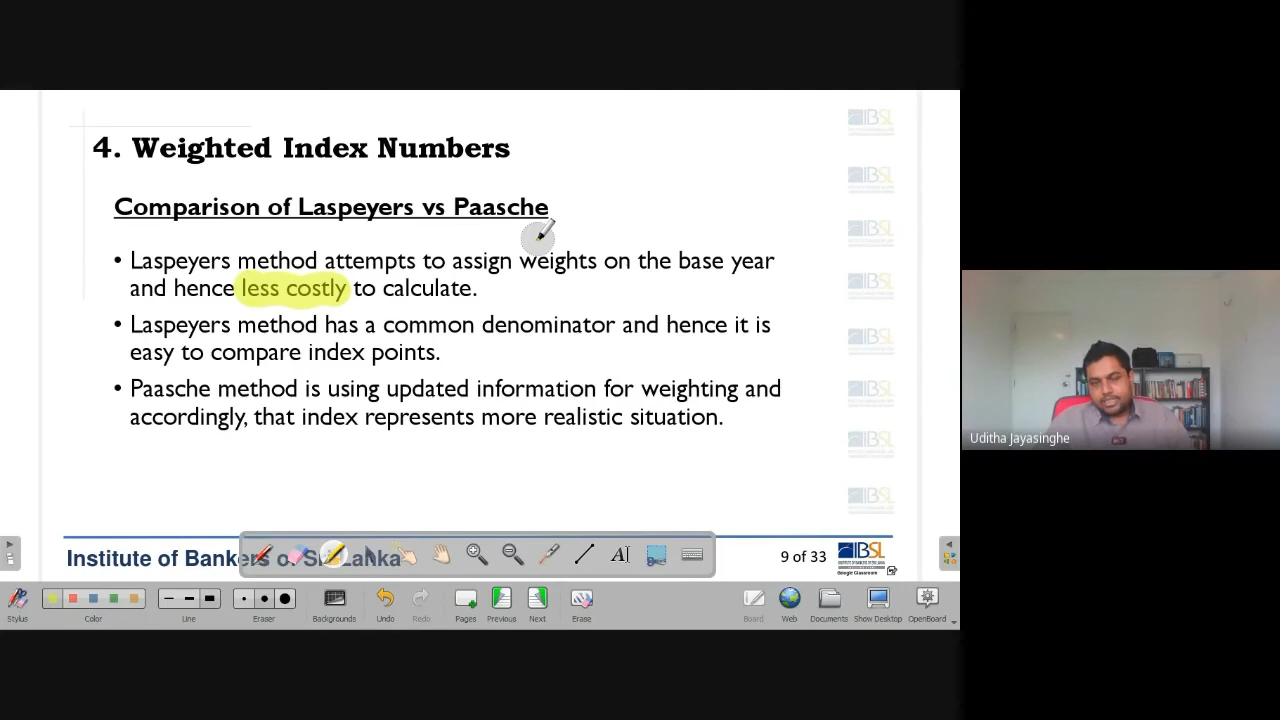 4. Weighted Index Numbers
Comparison of Laspeyers vs Paasche
• Laspeyers method attempts to assign weights on the base year
and hence less costly to calculate.
• Laspeyers method has a common denominator and hence it is
easy to compare index points.
• Paasche method is using updated information for weighting and
accordingly, that index represents more realistic situation.
Uditha Jayasinghe
Institute of Bankers of Sri Lanka
9 of 33
IBSL
Google Classroom
Stylus
Color
Line
Eraser
Backgrounds
Undo
Redo
Pages
Previous
Next
Erase
Board
Web
Documents
Show Desktop
OpenBoard